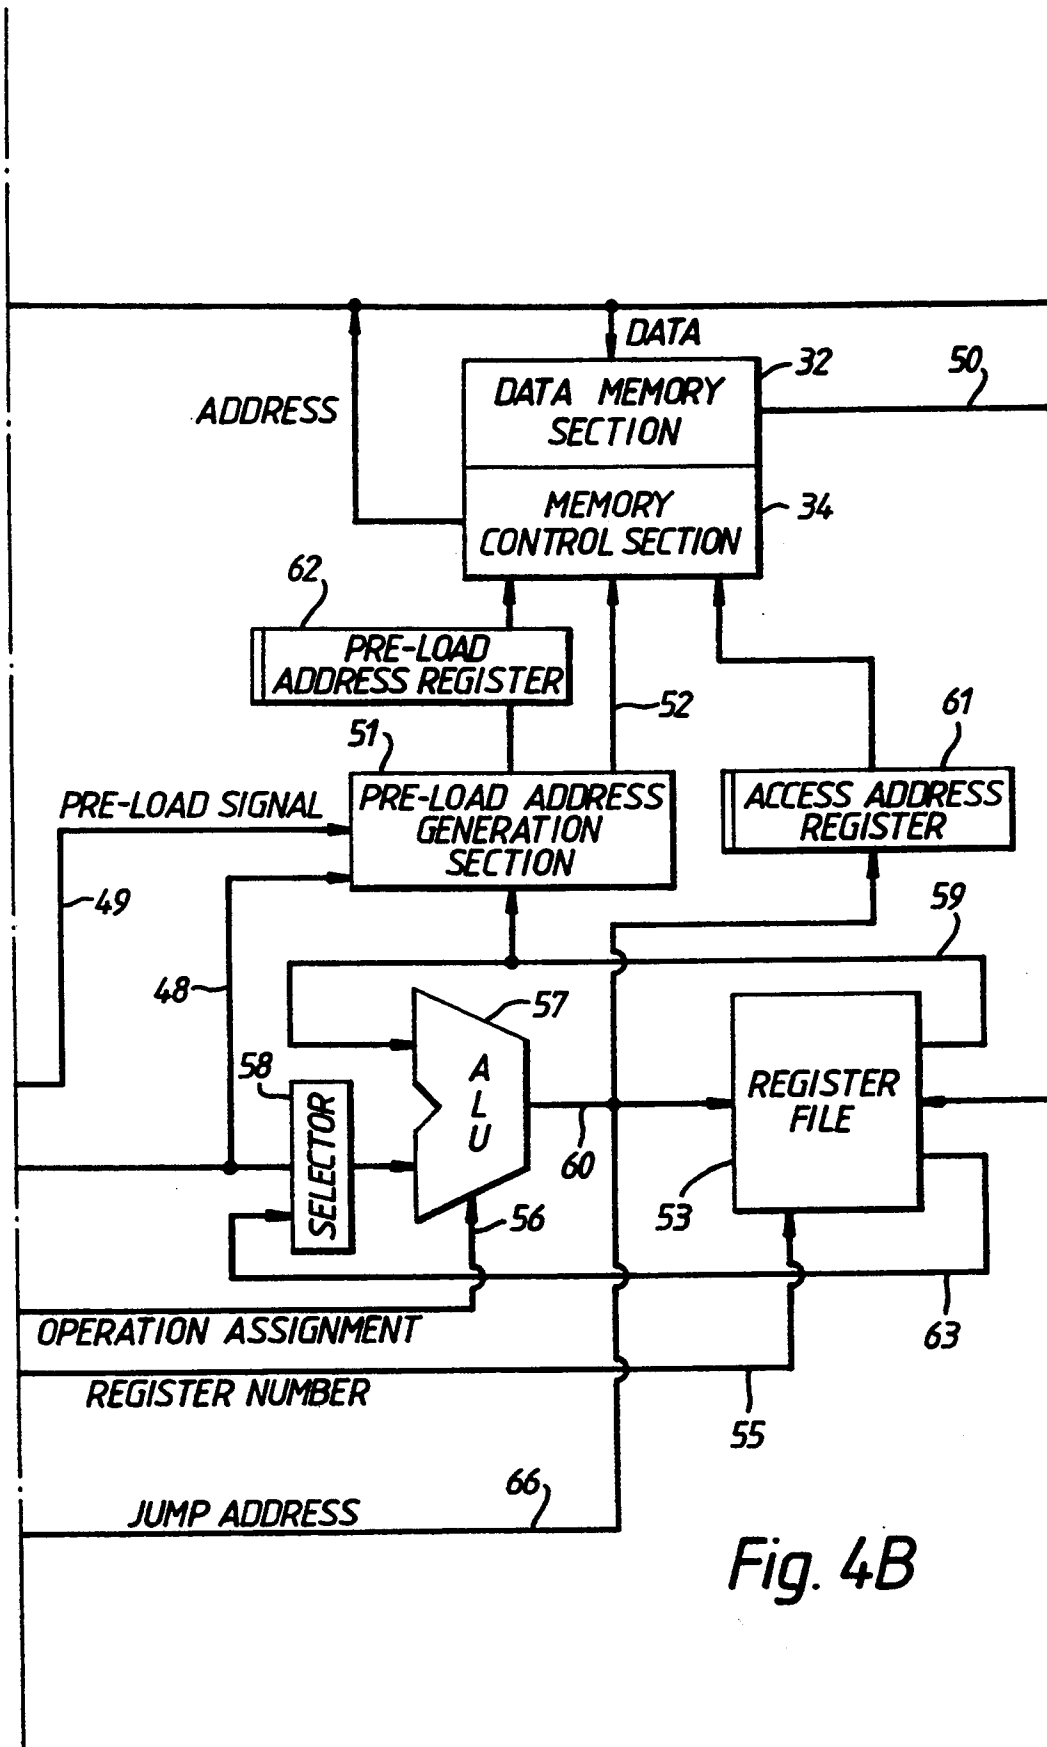 DATA
32
50
DATA MEMORY
SECTION
ADDRESS
MEMORY
CONTROL SECTION
34
62
PRE-LOAD
ADDRESS REGISTER
52
61
51
PRE-LOAD SIGNAL
PRE-LOAD ADDRESS
GENERATION
SECTION
ACCESS ADDRESS
REGISTER
49
59
48
57
58
ALU
SELECTOR
REGISTER
FILE
60
53
56
OPERATION ASSIGNMENT
63
REGISTER NUMBER
55
66
JUMP ADDRESS
Fig. 4B